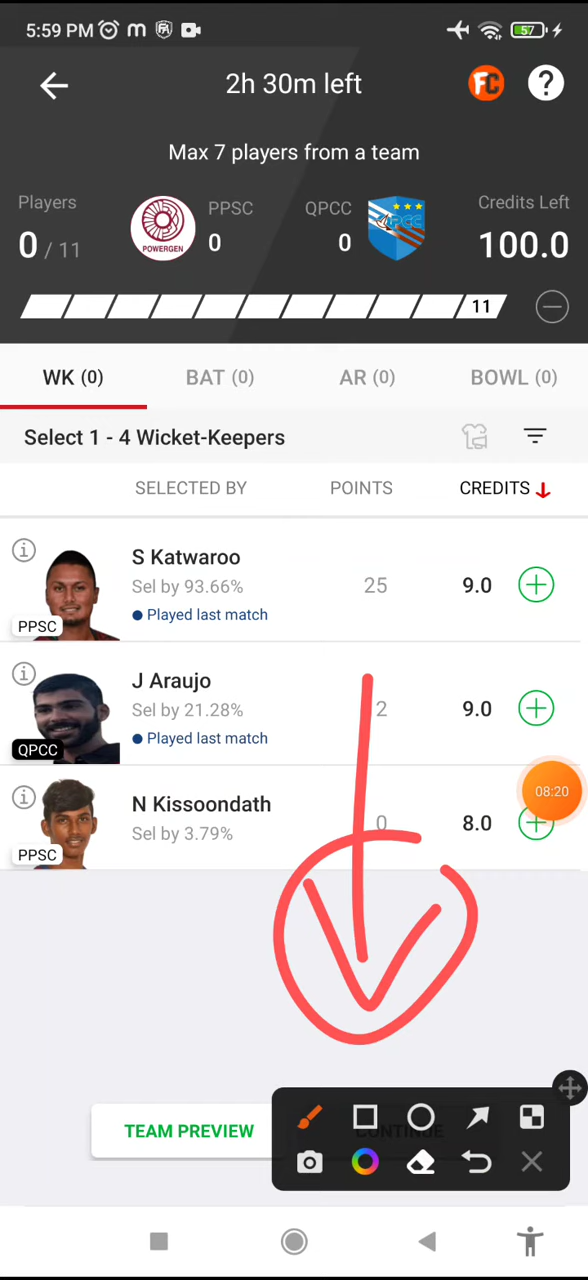 5:59 PM
57
2h 30m left
FC
?
Max 7 players from a team
Players
PPSC
QPCC
Credits Left
0 / 11
POWERGEN
0
0
QPCC
100.0
11
WK (0)
BAT (0)
AR (0)
BOWL (0)
Select 1 - 4 Wicket-Keepers
SELECTED BY
POINTS
CREDITS
S Katwaroo
Sel by 93.66%
25
9.0
Played last match
PPSC
J Araujo
Sel by 21.28%
2
9.0
Played last match
QPCC
N Kissoondath
Sel by 3.79%
0
8.0
08:20
PPSC
TEAM PREVIEW
CONTINUE